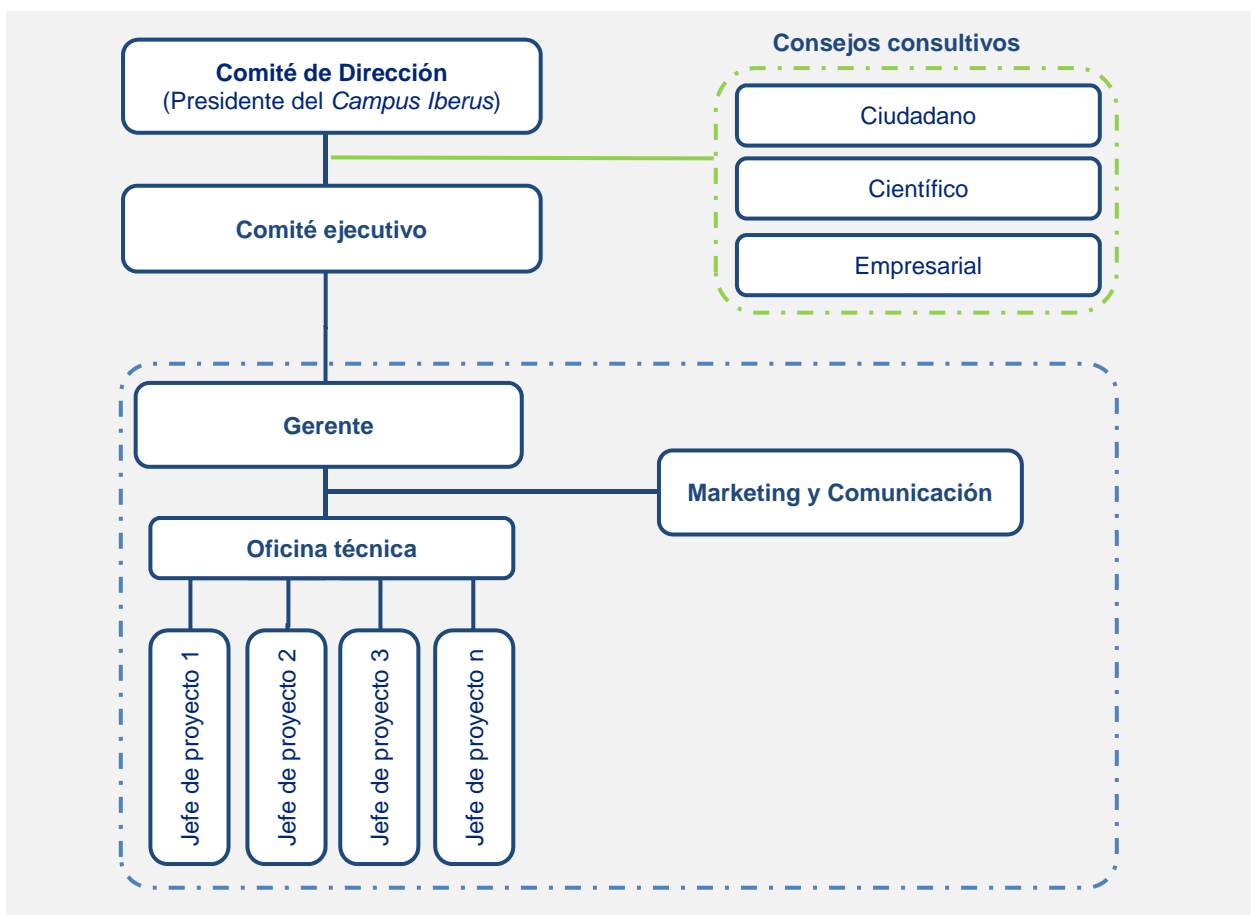 Consejos consultivos
Comité de Dirección
(Presidente del Campus Iberus)
Ciudadano
Científico
Comité ejecutivo
Empresarial
Gerente
Marketing y Comunicación
Oficina técnica
Jefe de proyecto 1
Jefe de proyecto 2
Jefe de proyecto 3
Jefe de proyecto n